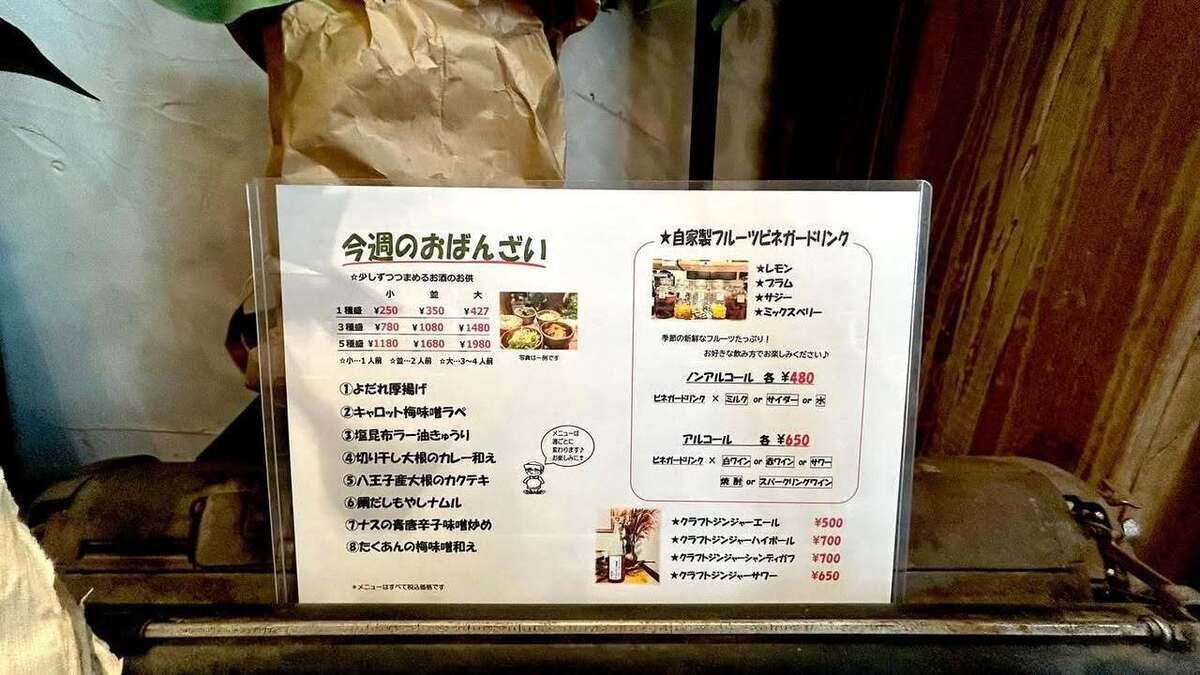 今週のおばんざい
☆少しずつつまめるお酒のお供
小 並 大
1種盛 ¥250 ¥350 ¥427
3種盛 ¥780 ¥1080 ¥1480
5種盛 ¥1180 ¥1680 ¥1980
☆小…1人前 ☆並…2人前 ☆大…3〜4人前
写真は一例です
①よだれ厚揚げ
②キャロット梅味噌ラペ
③塩昆布ラー油きゅうり
④切り干し大根のカレー和え
⑤八王子産大根のカクテキ
⑥鯛だしもやしナムル
⑦ナスの青唐辛子味噌炒め
⑧たくあんの梅味噌和え
メニューは
週ごとに
変わります♪
お楽しみに!
*メニューはすべて税込価格です
★自家製フルーツビネガードリンク
★レモン
★プラム
★サジー
★ミックスベリー
季節の新鮮なフルーツたっぷり!
お好きな飲み方でお楽しみください♪
ノンアルコール 各 ¥480
ビネガードリンク × ミルク or サイダー or 水
アルコール 各 ¥650
ビネガードリンク × 白ワイン or 赤ワイン or サワー
焼酎 or スパークリングワイン
★クラフトジンジャーエール ¥500
★クラフトジンジャーハイボール ¥700
★クラフトジンジャーシャンディガフ ¥700
★クラフトジンジャーサワー ¥650